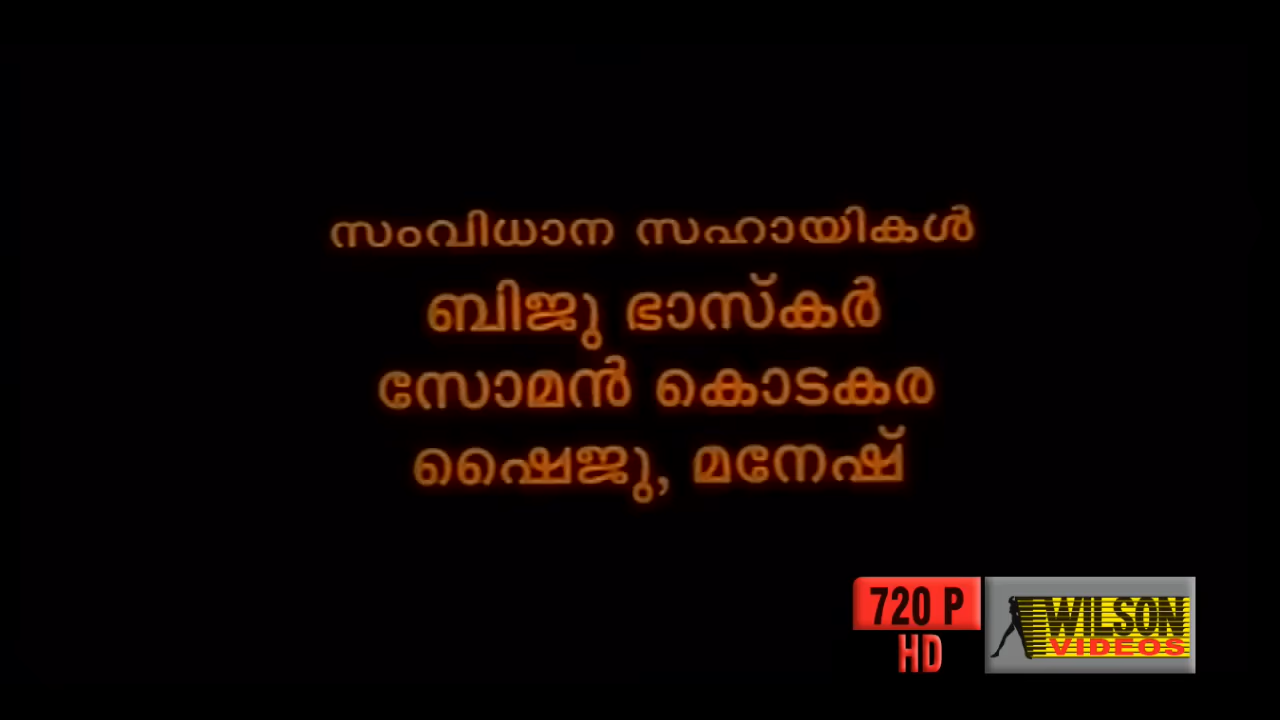 സംവിധാന സഹായികൾ
ബിജു ഭാസ്കർ
സോമൻ കൊടകര
ഷൈജു, മനേഷ്
720 P
HD
WILSON
VIDEOS